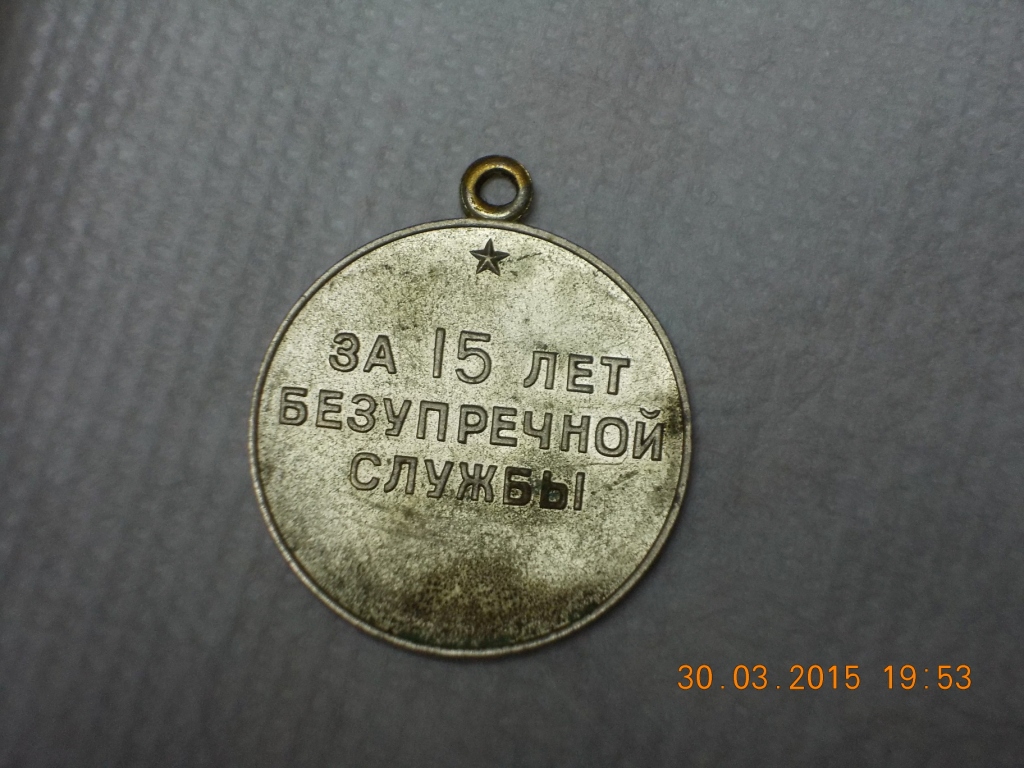 ЗА 15 ЛЕТ
БЕЗУПРЕЧНОЙ
СЛУЖБЫ
30.03.2015 19:53